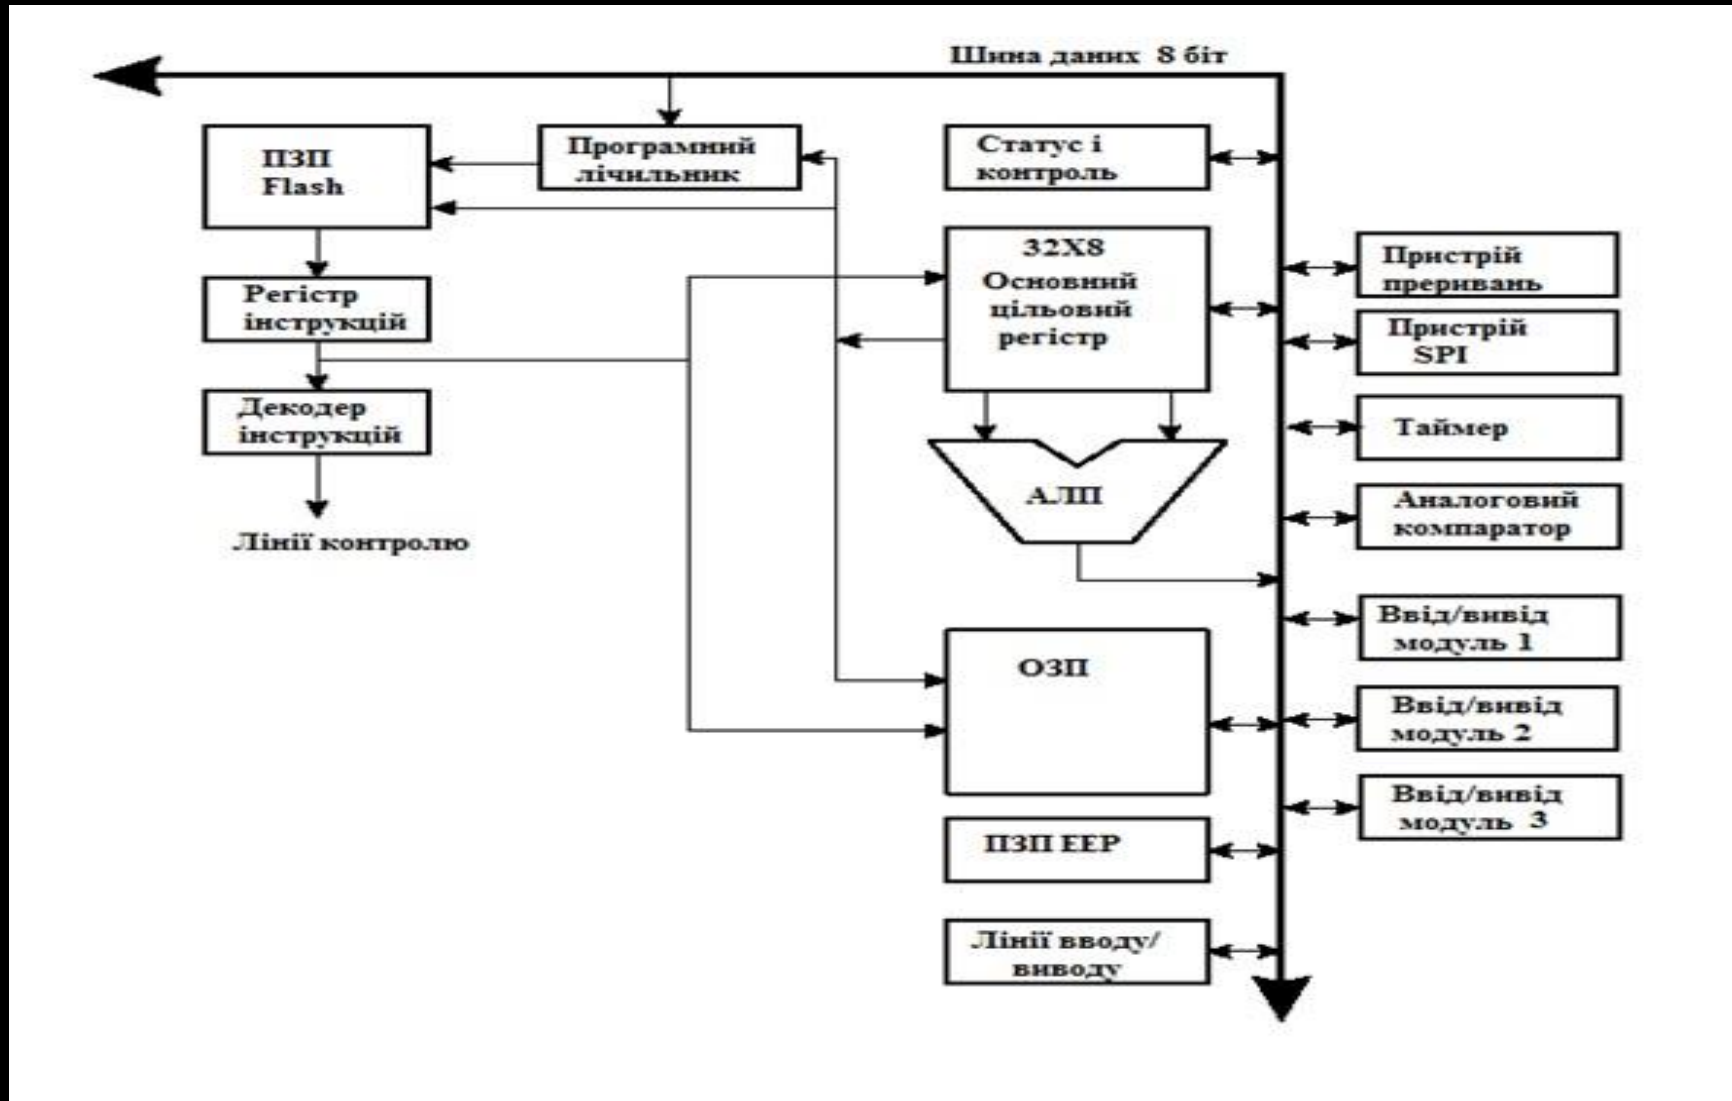 Шина даних 8 біт
ПЗП
Flash
Програмний
лічильник
Статус і
контроль
32X8
Основний
цільовий
регістр
Пристрій
преривань
Регістр
інструкцій
Пристрій
SPI
Декодер
інструкцій
Таймер
АЛП
Аналоговий
компаратор
Лінії контролю
Ввід/вивід
модуль 1
ОЗП
Ввід/вивід
модуль 2
Ввід/вивід
модуль 3
ПЗП EEP
Лінії вводу/
виводу